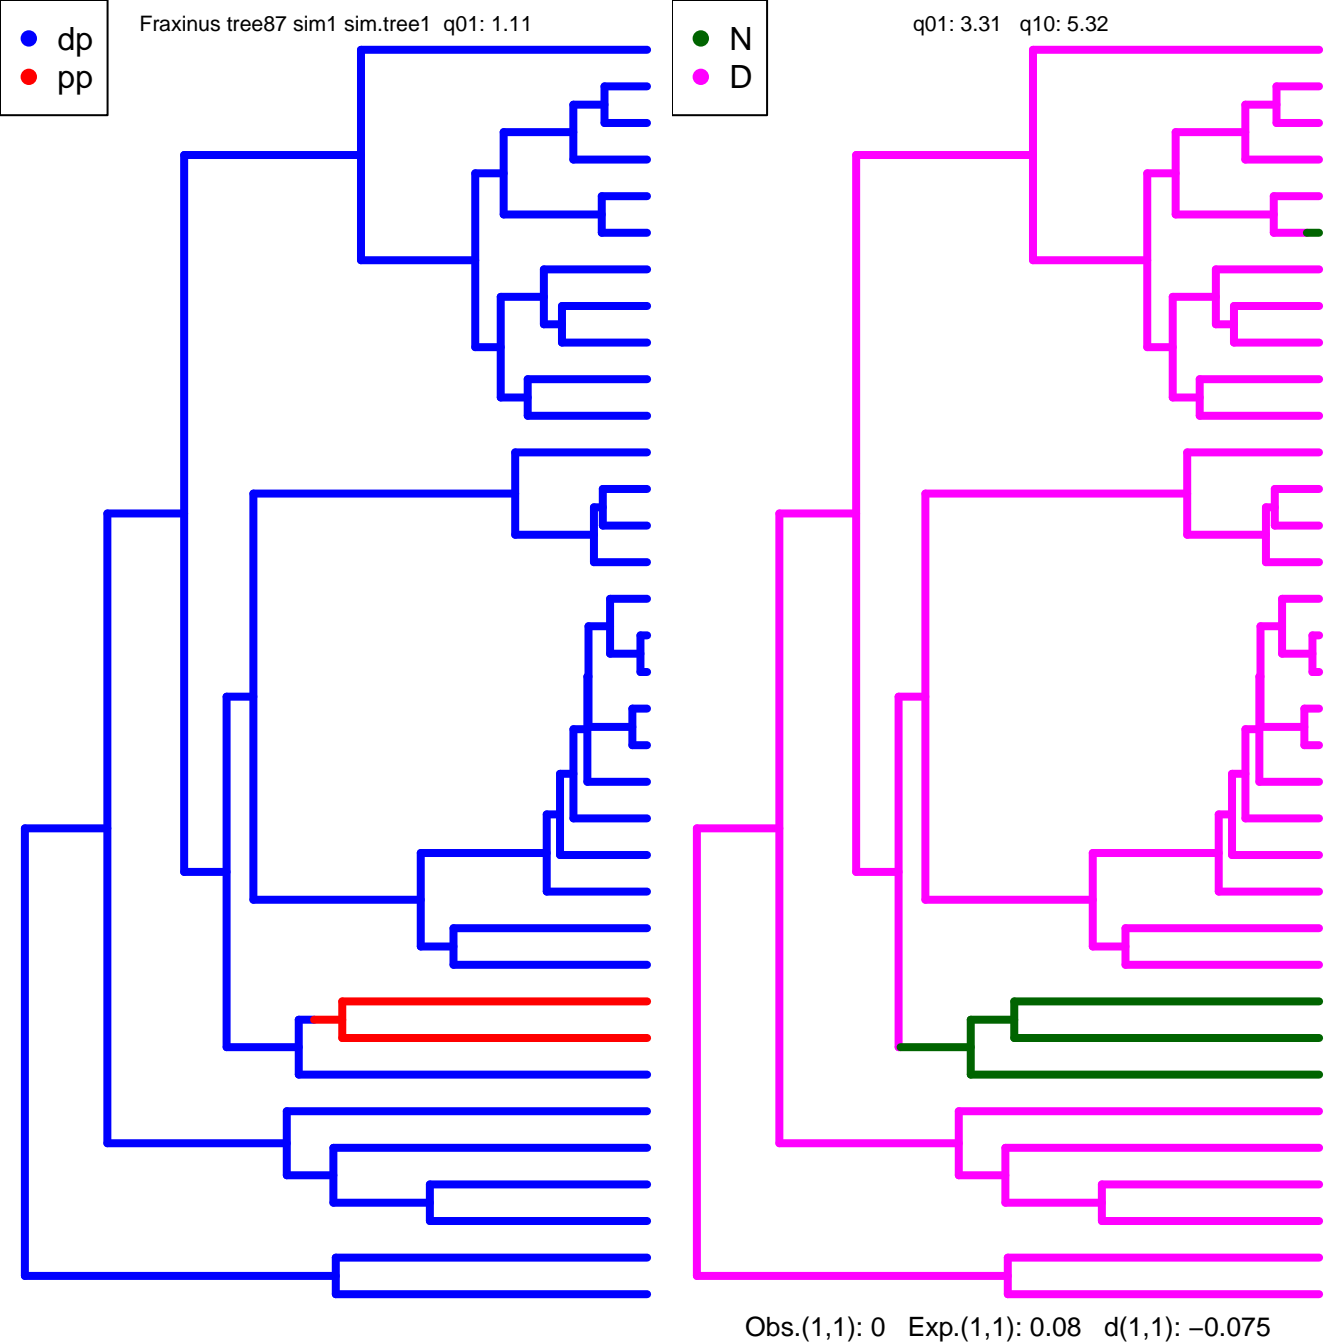 Fraxinus tree87 sim1 sim.tree1 q01: 1.11
dp
pp
q01: 3.31 q10: 5.32
N
D
Obs.(1,1): 0 Exp.(1,1): 0.08 d(1,1): −0.075